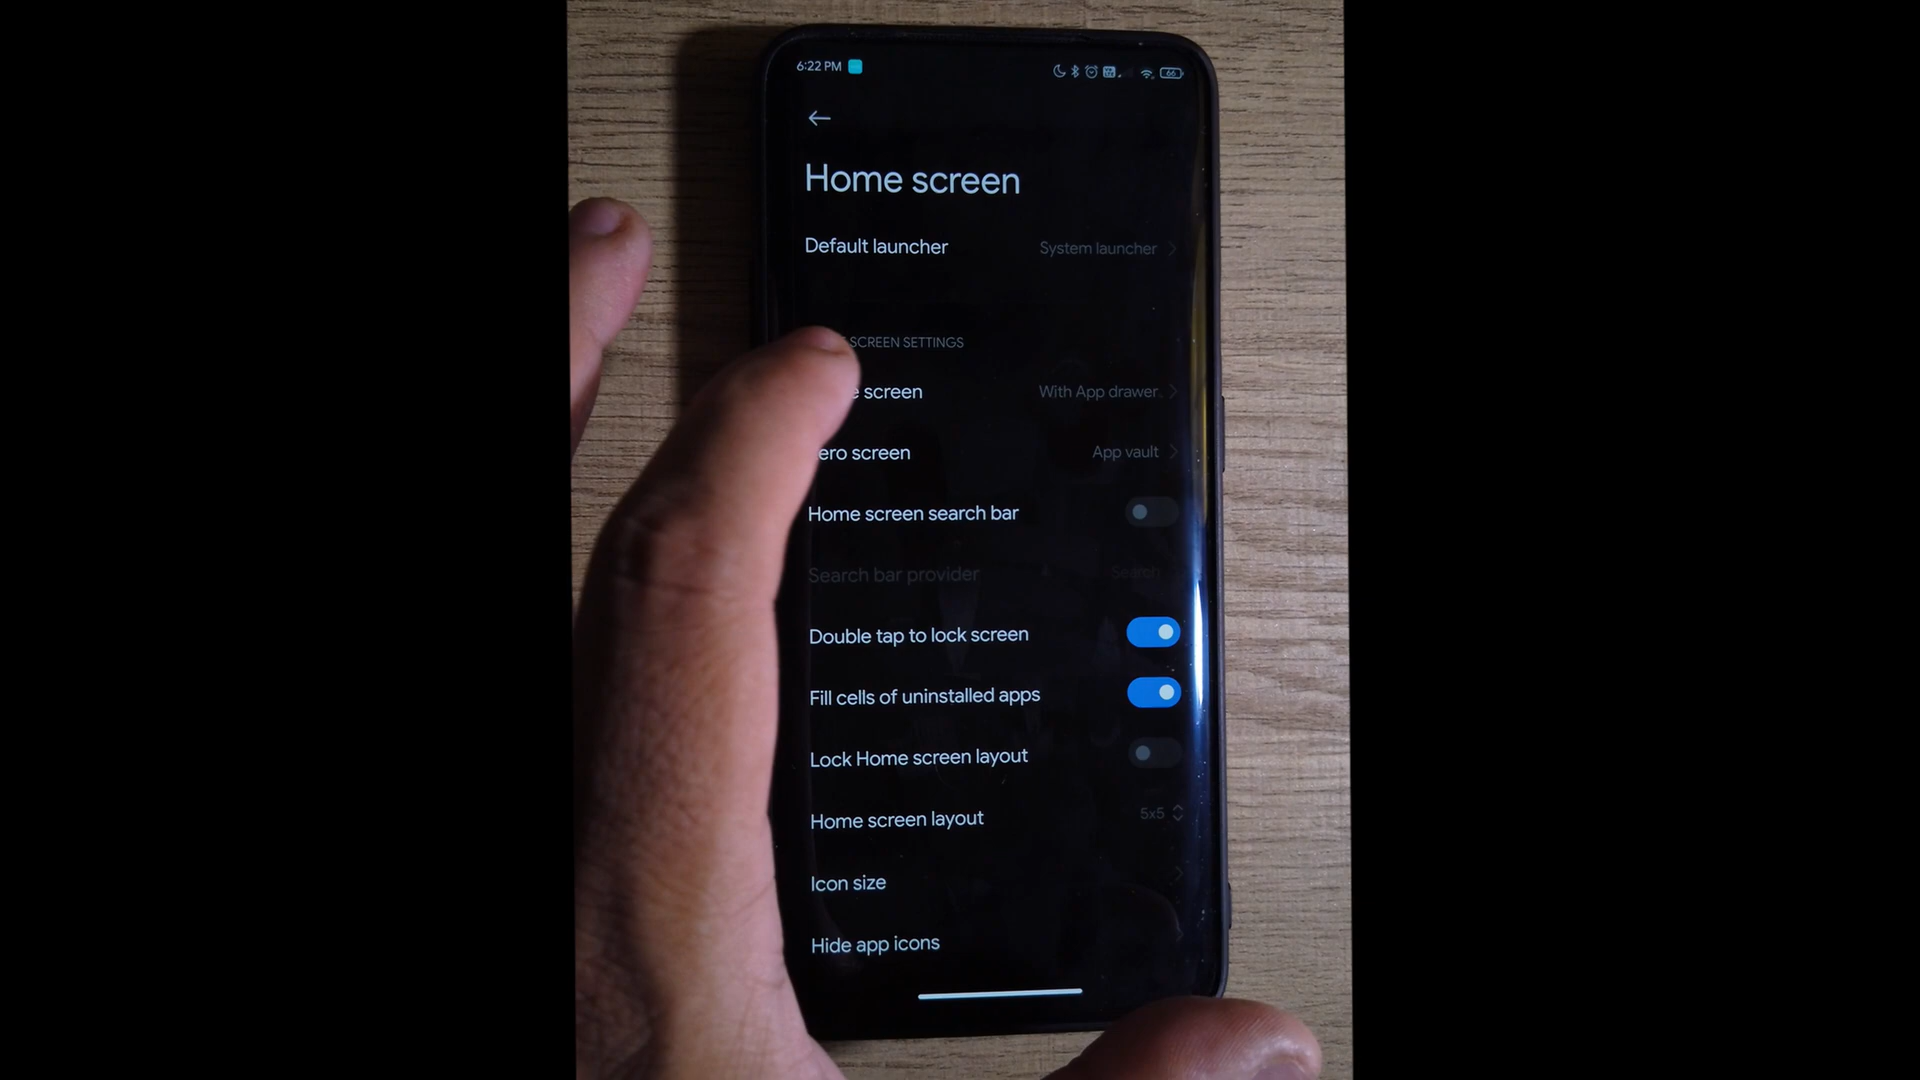 6:22 PM
66
Home screen
Default launcher System launcher
SCREEN SETTINGS
screen With App drawer
ero screen App vault
Home screen search bar
Search bar provider Search
Double tap to lock screen
Fill cells of uninstalled apps
Lock Home screen layout
Home screen layout 5x5
Icon size
Hide app icons